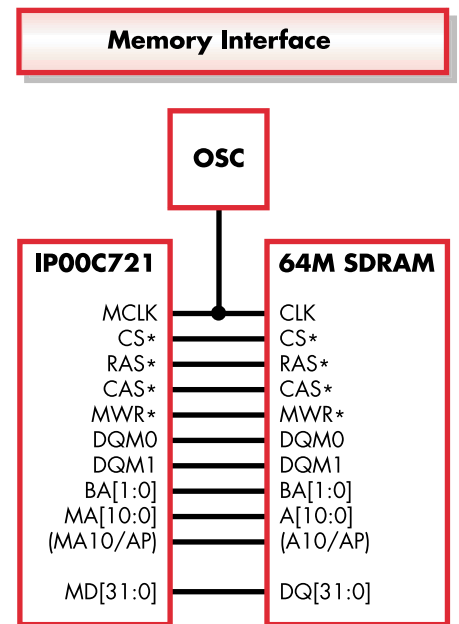 Memory Interface
OSC
IP00C721 64M SDRAM
MCLK CLK
CS* CS*
RAS* RAS*
CAS* CAS*
MWR* MWR*
DQM0 DQM0
DQM1 DQM1
BA[1:0] BA[1:0]
MA[10:0] A[10:0]
(MA10/AP) (A10/AP)
MD[31:0] DQ[31:0]